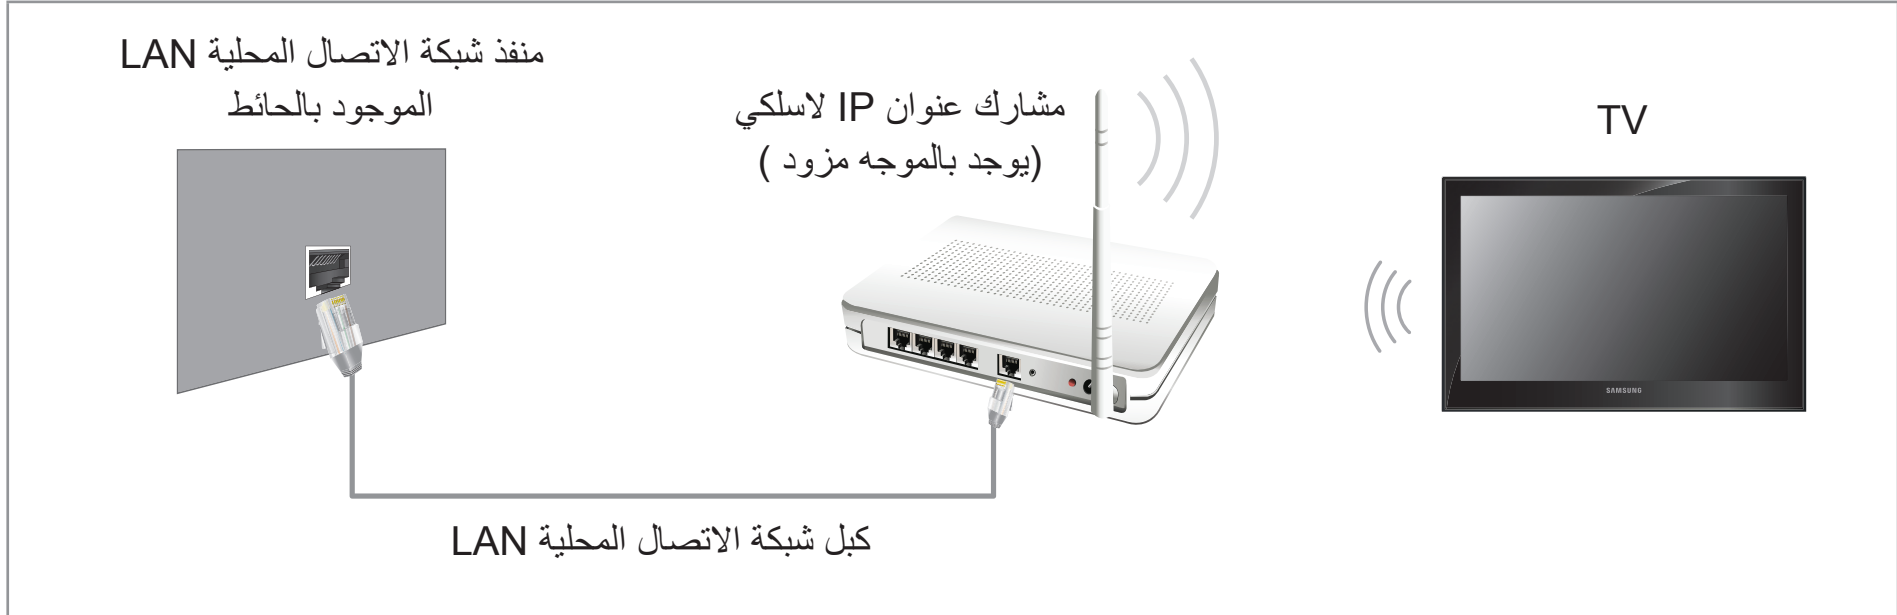 منفذ شبكة الاتصال المحلية LAN
الموجود بالحائط
مشارك عنوان IP لاسلكي
(يوجد بالموجه مزود )
TV
SAMSUNG
كبل شبكة الاتصال المحلية LAN